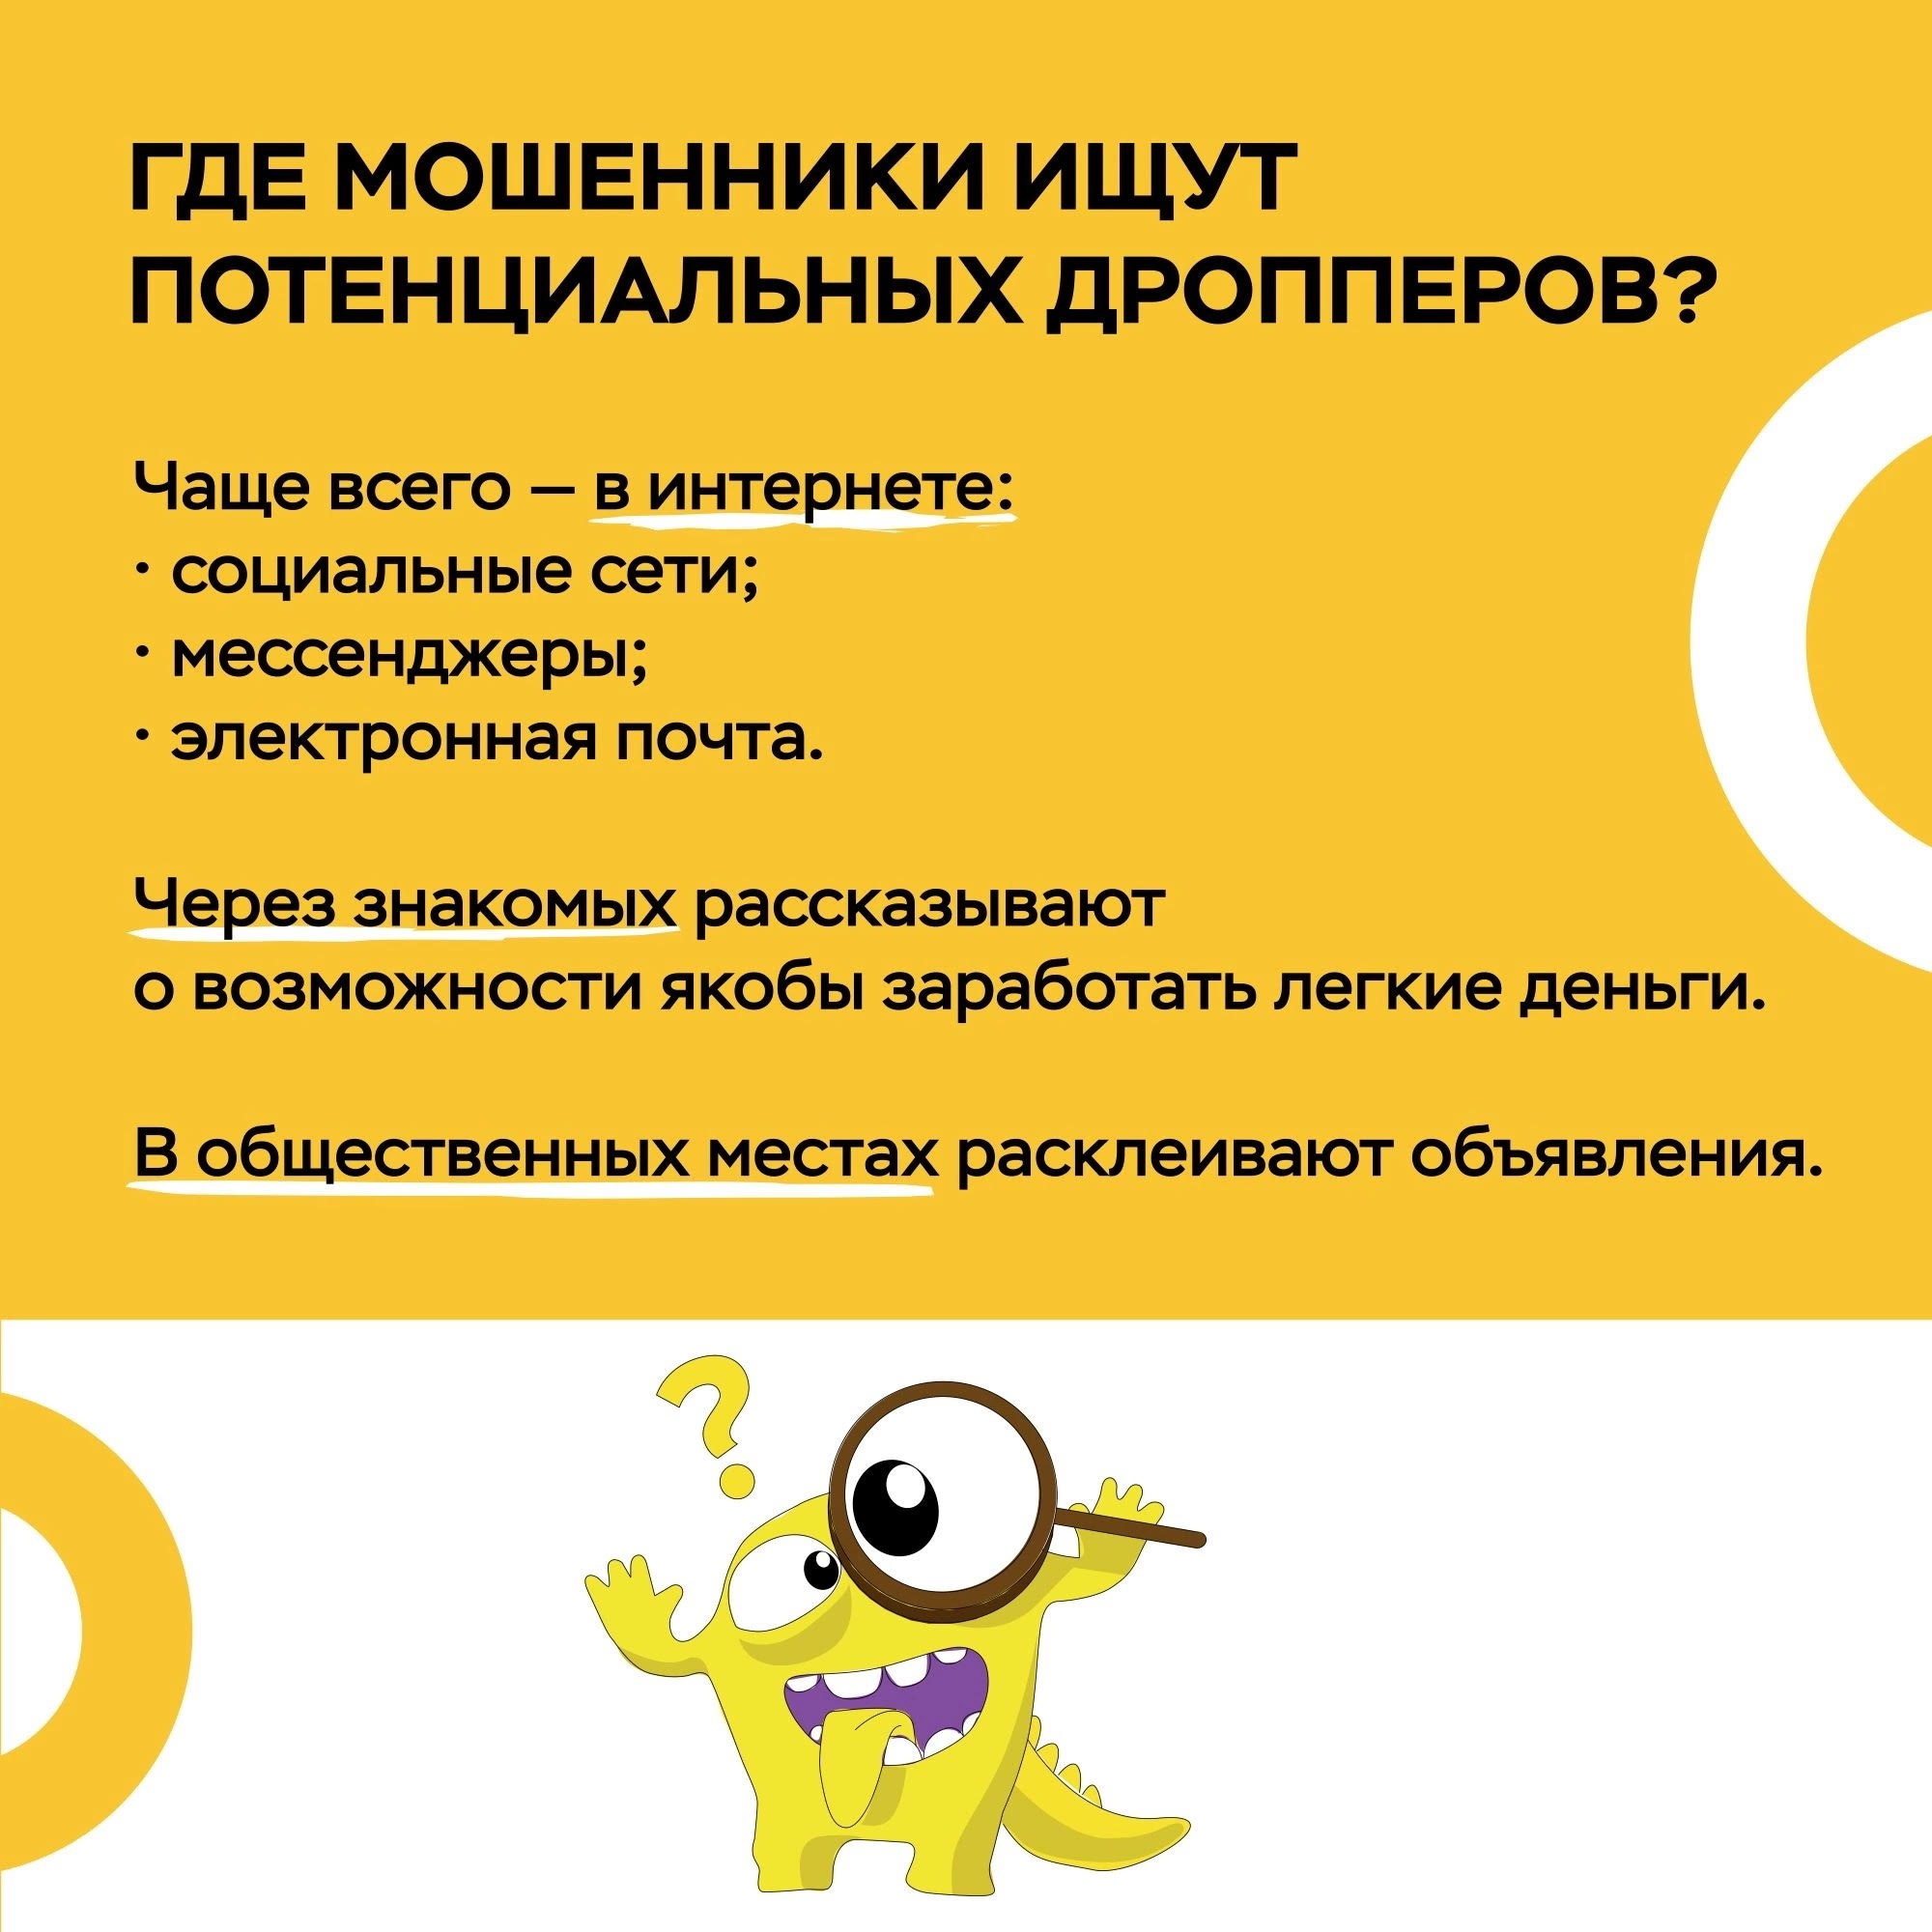 ГДЕ МОШЕННИКИ ИЩУТ
ПОТЕНЦИАЛЬНЫХ ДРОППЕРОВ?
Чаще всего — в интернете:
• социальные сети;
• мессенджеры;
• электронная почта.
Через знакомых рассказывают
о возможности якобы заработать легкие деньги.
В общественных местах расклеивают объявления.
?